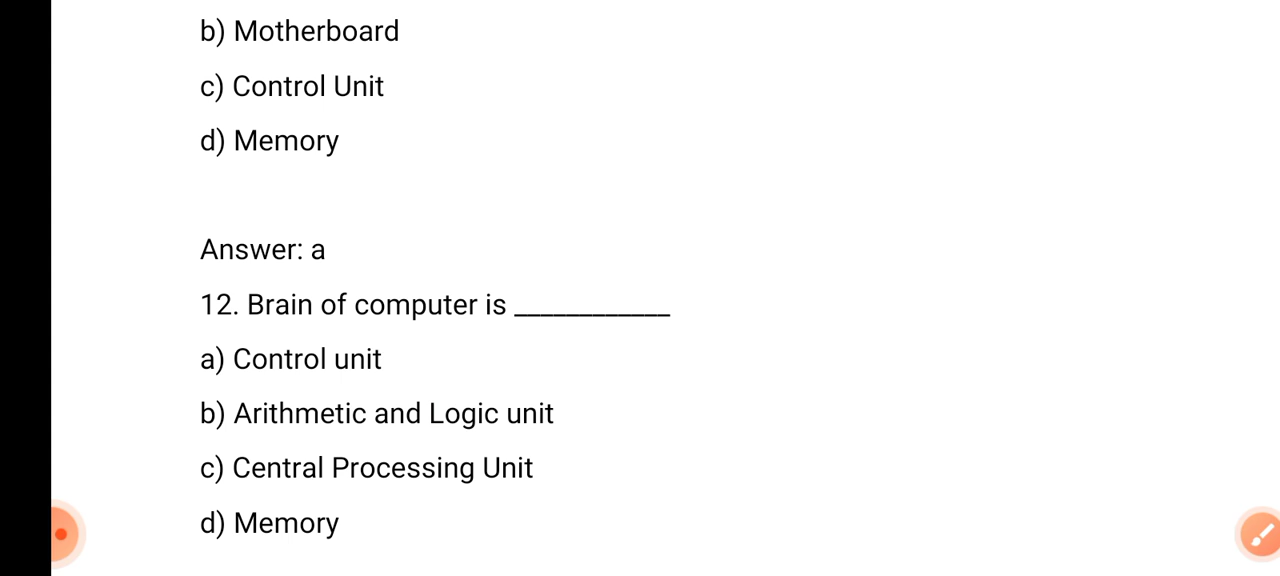 b) Motherboard
c) Control Unit
d) Memory
Answer: a
12. Brain of computer is ____________
a) Control unit
b) Arithmetic and Logic unit
c) Central Processing Unit
d) Memory